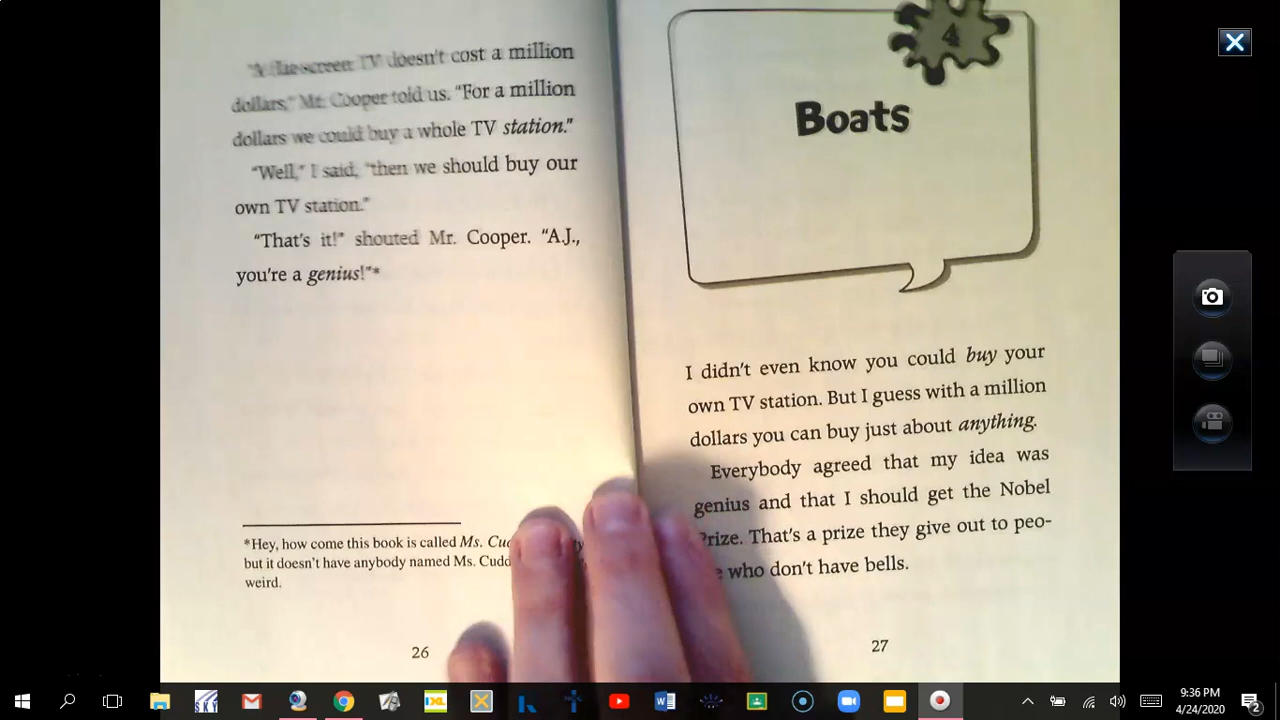 "A flat-screen TV doesn't cost a million
dollars," Mr. Cooper told us. "For a million
dollars we could buy a whole TV station."
"Well," I said, "then we should buy our
own TV station."
"That's it!" shouted Mr. Cooper. "A.J.,
you're a genius!"*
*Hey, how come this book is called Ms.
but it doesn't have anybody named Ms.
weird.
26
4
Boats
I didn't even know you could buy your
own TV station. But I guess with a million
dollars you can buy just about anything.
Everybody agreed that my idea was
genius and that I should get the Nobel
Prize. That's a prize they give out to peo-
who don't have bells.
27
9:36 PM
4/24/2020
2